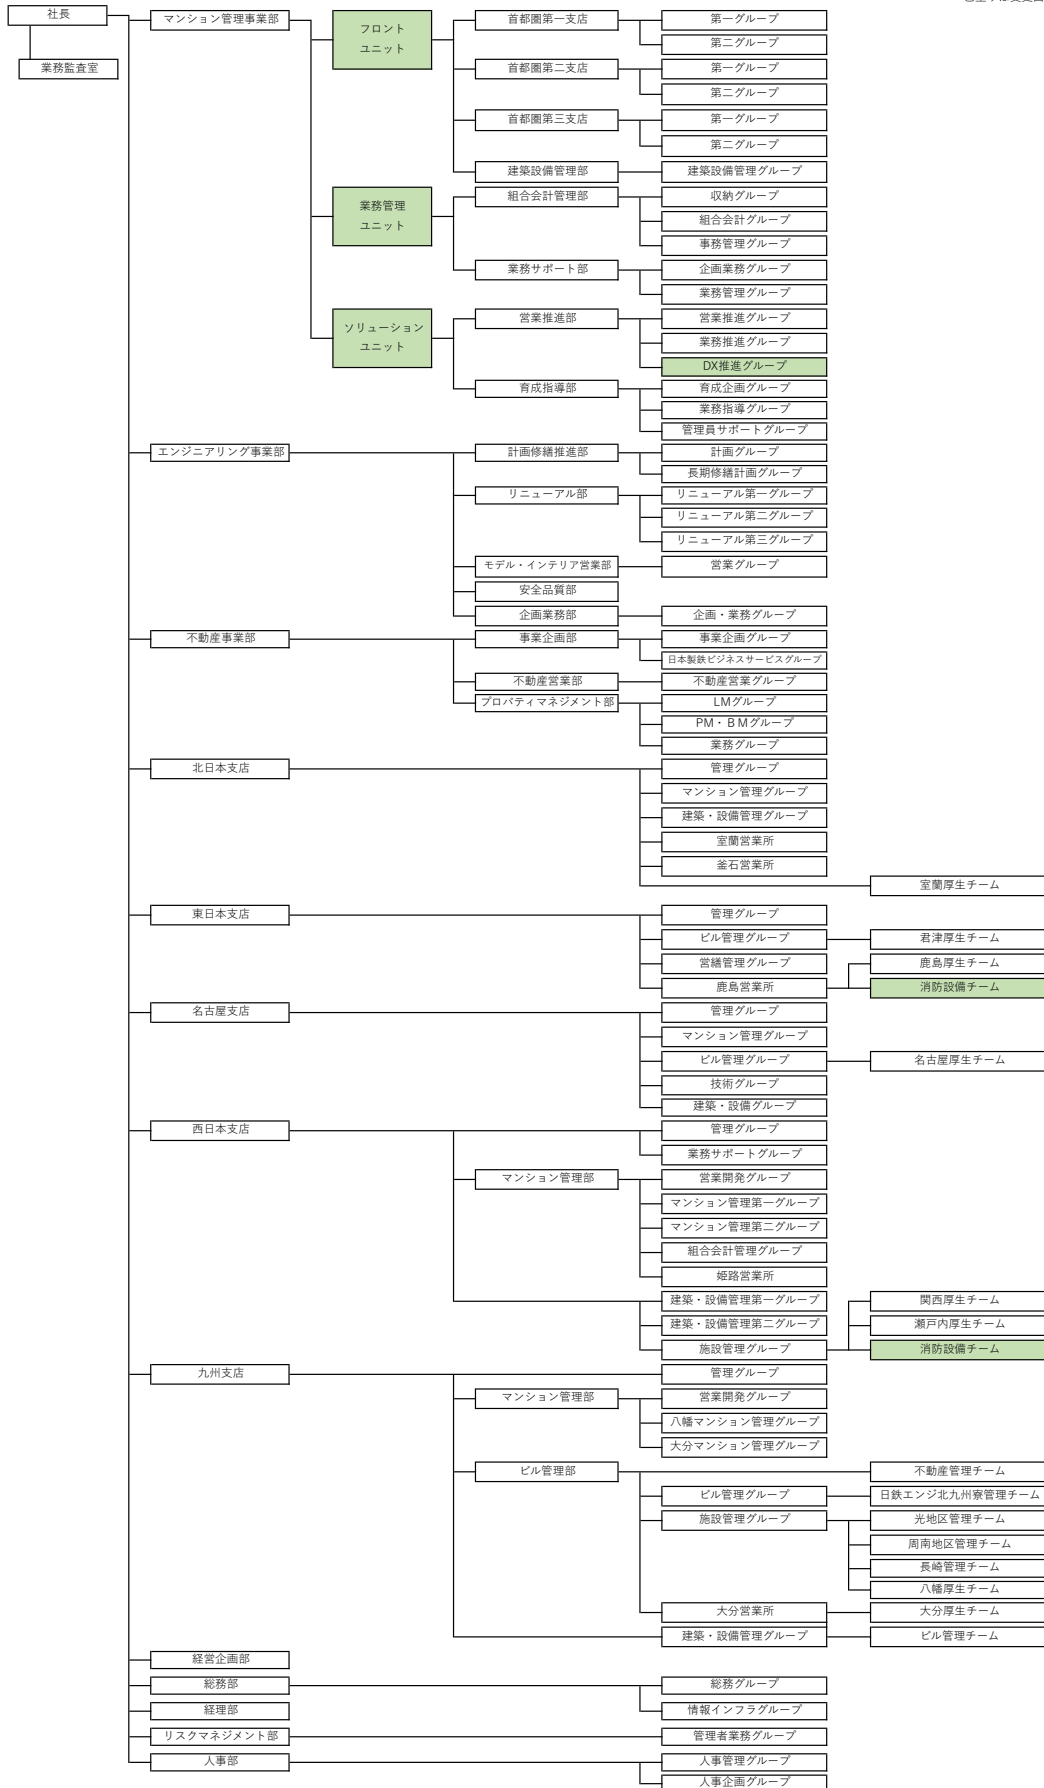 社長
マンション管理事業部
業務監査室
フロント
ユニット
首都圏第一支店
第一グループ
第二グループ
首都圏第二支店
第一グループ
第二グループ
首都圏第三支店
第一グループ
第二グループ
建築設備管理部
建築設備管理グループ
業務管理
ユニット
組合会計管理部
収納グループ
組合会計グループ
事務管理グループ
業務サポート部
企画業務グループ
業務管理グループ
ソリューション
ユニット
営業推進部
営業推進グループ
業務推進グループ
DX推進グループ
育成指導部
育成企画グループ
業務指導グループ
管理員サポートグループ
エンジニアリング事業部
計画修繕推進部
計画グループ
長期修繕計画グループ
リニューアル部
リニューアル第一グループ
リニューアル第二グループ
リニューアル第三グループ
モデル・インテリア営業部
営業グループ
安全品質部
企画業務部
企画・業務グループ
不動産事業部
事業企画部
事業企画グループ
日本製鉄ビジネスサービスグループ
不動産営業部
不動産営業グループ
プロパティマネジメント部
LMグループ
PM・ＢＭグループ
業務グループ
北日本支店
管理グループ
マンション管理グループ
建築・設備管理グループ
室蘭営業所
釜石営業所
室蘭厚生チーム
東日本支店
管理グループ
ビル管理グループ
君津厚生チーム
営繕管理グループ
鹿島厚生チーム
鹿島営業所
消防設備チーム
名古屋支店
管理グループ
マンション管理グループ
ビル管理グループ
名古屋厚生チーム
技術グループ
建築・設備グループ
西日本支店
管理グループ
業務サポートグループ
マンション管理部
営業開発グループ
マンション管理第一グループ
マンション管理第二グループ
組合会計管理グループ
姫路営業所
建築・設備管理第一グループ
関西厚生チーム
建築・設備管理第二グループ
瀬戸内厚生チーム
施設管理グループ
消防設備チーム
九州支店
管理グループ
マンション管理部
営業開発グループ
八幡マンション管理グループ
大分マンション管理グループ
ビル管理部
不動産管理チーム
ビル管理グループ
日鉄エンジ北九州寮管理チーム
施設管理グループ
光地区管理チーム
周南地区管理チーム
長崎管理チーム
八幡厚生チーム
大分営業所
大分厚生チーム
建築・設備管理グループ
ビル管理チーム
経営企画部
総務部
総務グループ
経理部
情報インフラグループ
リスクマネジメント部
管理者業務グループ
人事部
人事管理グループ
人事企画グループ